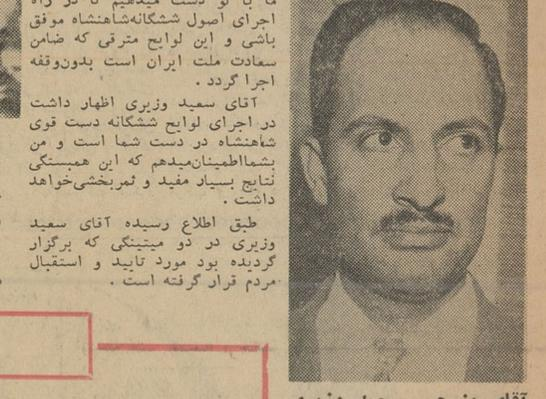 ما با تو دست میدهیم تا در راه
اجرای اصول ششگانه‌شاهنشاه موفق
باشی و این لوایح مترقی که ضامن
سعادت ملت ایران است بدون‌وقفه
اجرا گردد .
آقای سعید وزیری اظهار داشت
در اجرای لوایح ششگانه دست قوی
شاهنشاه در دست شما است و من
بشمااطمینان‌میدهم که این همبستگی
نتایج بسیار مفید و ثمربخشی‌خواهد
داشت .
طبق اطلاع رسیده آقای سعید
وزیری در دو میتینگی که برگزار
گردیده بود مورد تایید و استقبال
مردم قرار گرفته است .
آقای